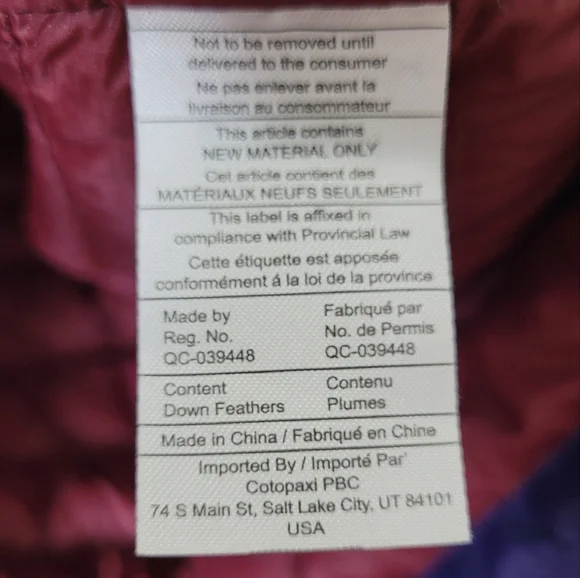 Not to be removed until
delivered to the consumer
Ne pas enlever avant la
livraison au consommateur
This article contains
NEW MATERIAL ONLY
Cet article contient des
MATÉRIAUX NEUFS SEULEMENT
This label is affixed in
compliance with Provincial Law
Cette étiquette est apposée
conformément á la loi de la province
Made by
Reg. No.
QC-039448
Fabriqué par
No. de Permis
QC-039448
Content
Down Feathers
Contenu
Plumes
Made in China / Fabriqué en Chine
Imported By / Importé Par
Cotopaxi PBC
74 S Main St, Salt Lake City, UT 84101
USA